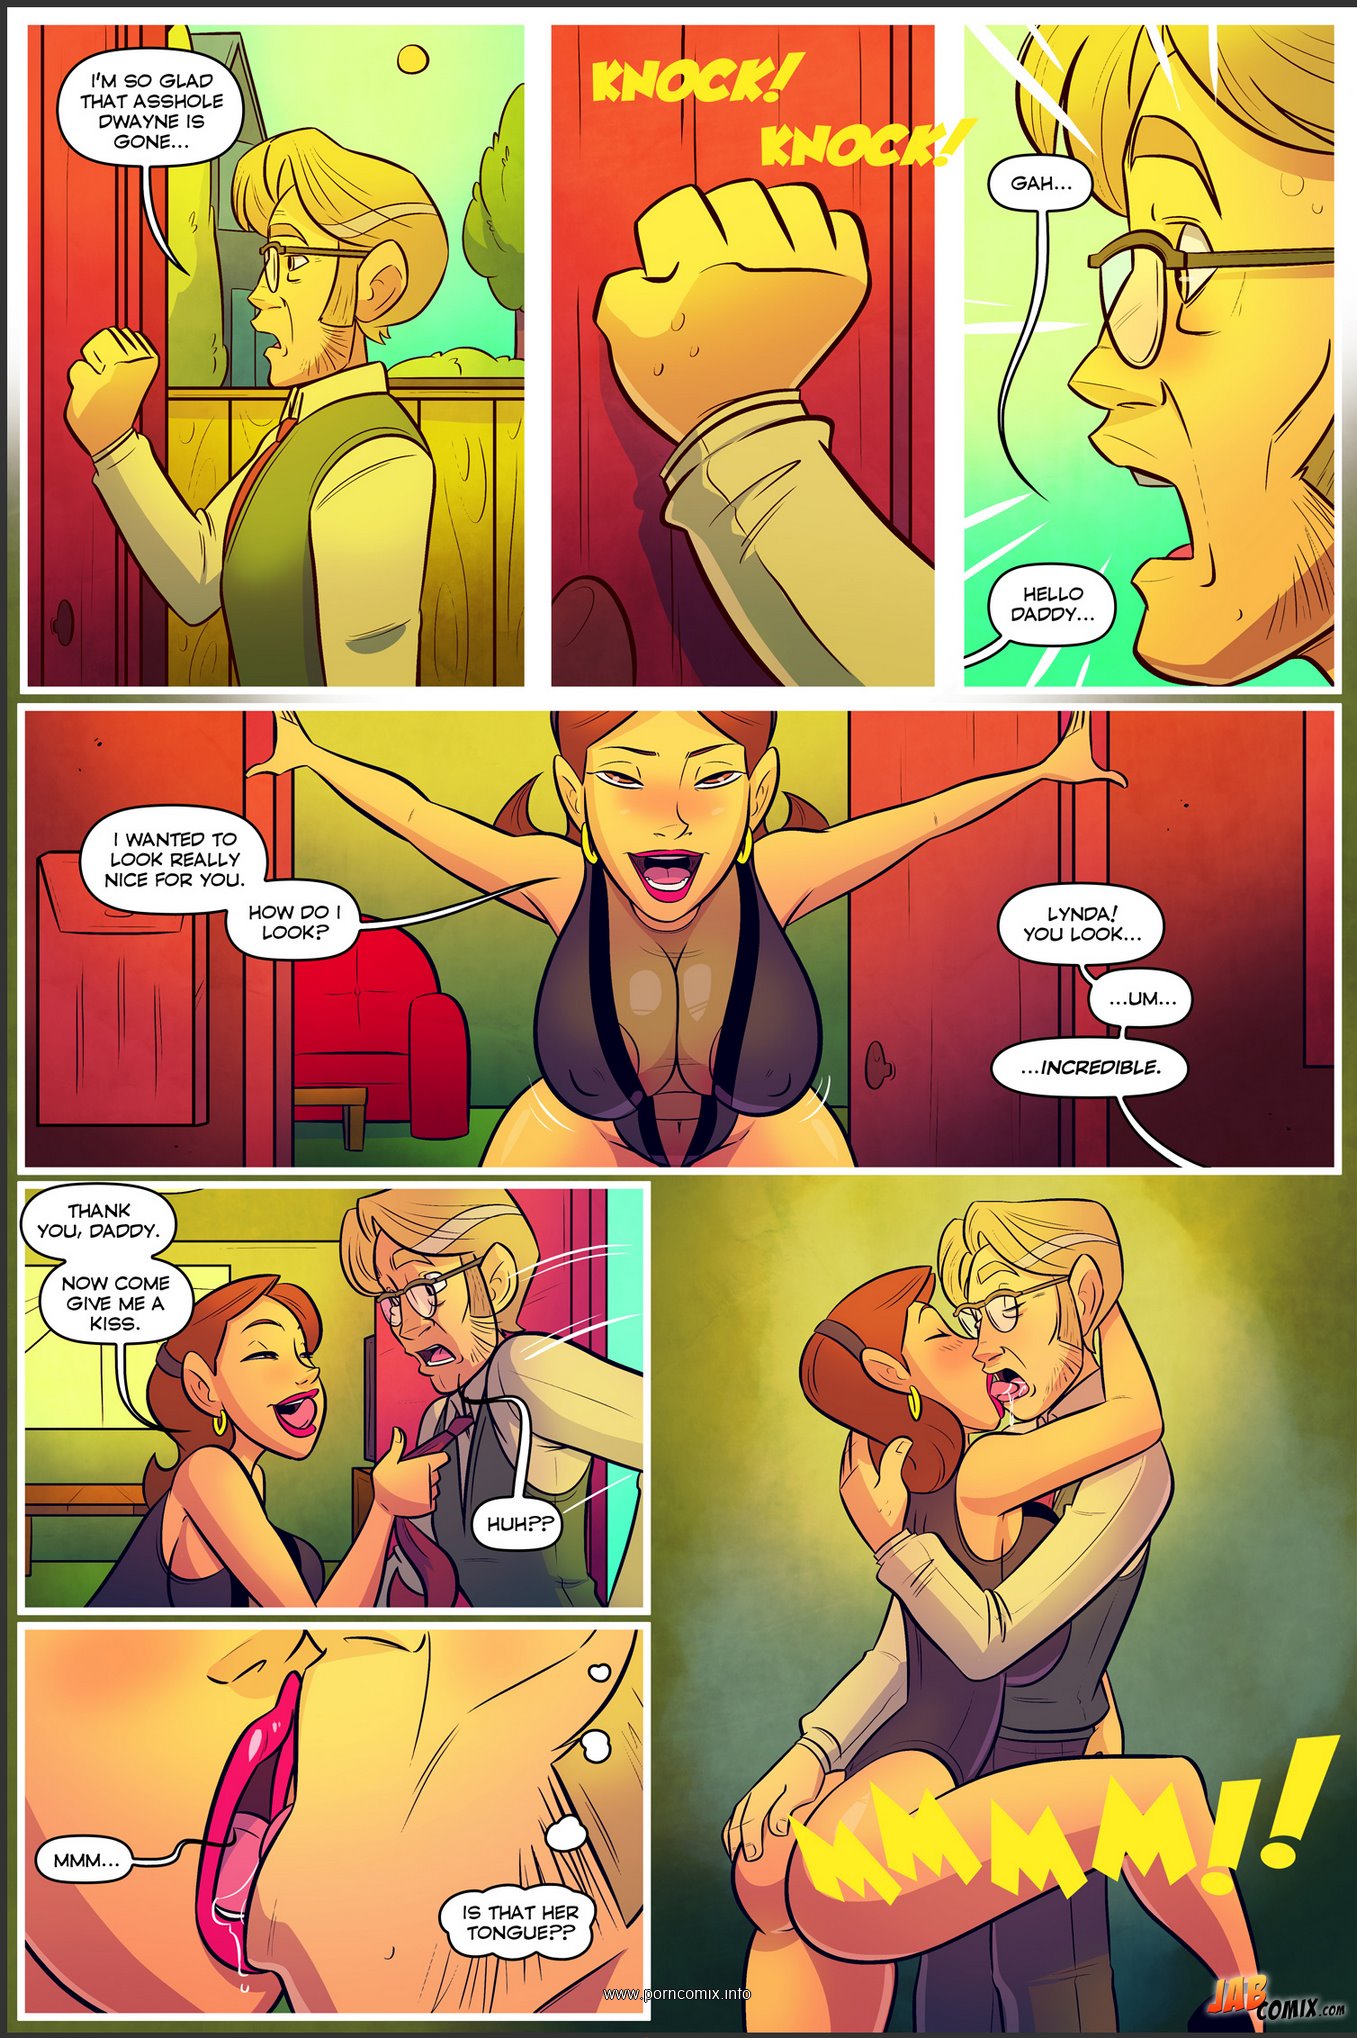 I'M SO GLAD
THAT ASSHOLE
DWAYNE IS
GONE...
KNOCK!
KNOCK!
GAH...
HELLO
DADDY...
I WANTED TO
LOOK REALLY
NICE FOR YOU.
HOW DO I
LOOK?
LYNDA!
YOU LOOK...
...UM...
...INCREDIBLE.
THANK
YOU, DADDY.
NOW COME
GIVE ME A
KISS.
HUH??
MMM...
IS THAT HER
TONGUE??
MMMM!!
www.porncomix.info
JAB
COMIX.com